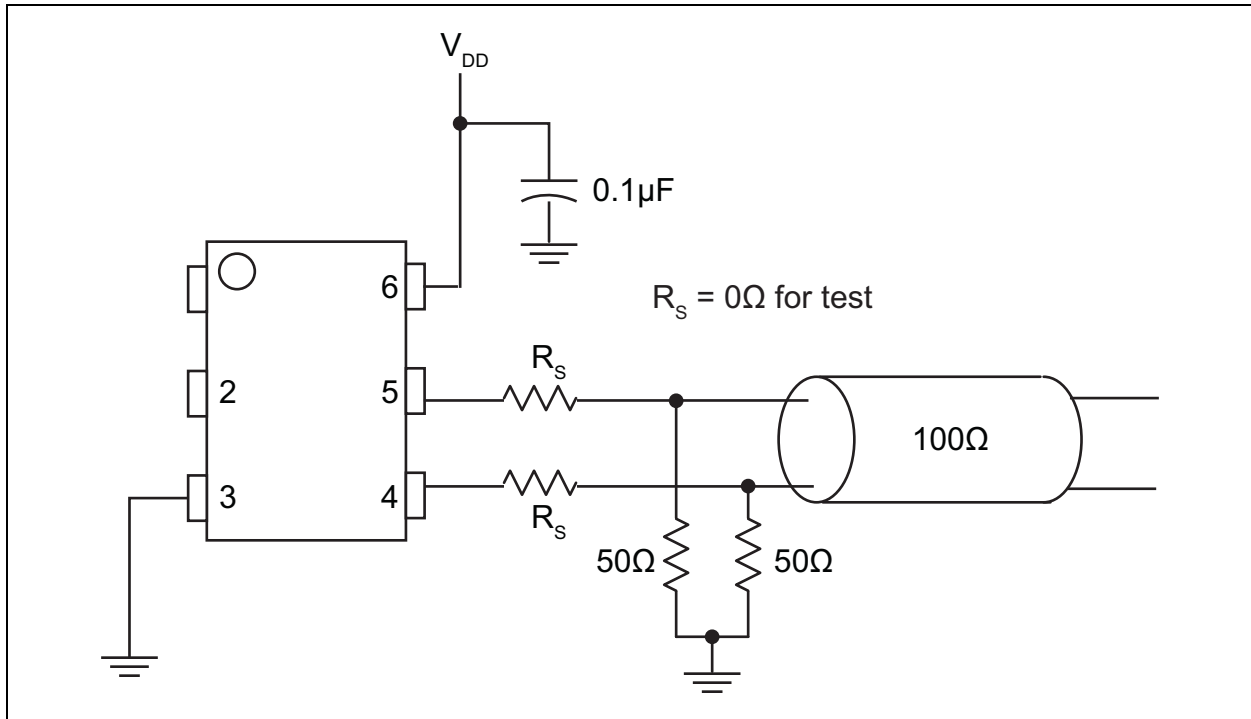 V_DD
0.1µF
6
R_S = 0Ω for test
R_S
2
5
100Ω
3
4
R_S
50Ω
50Ω